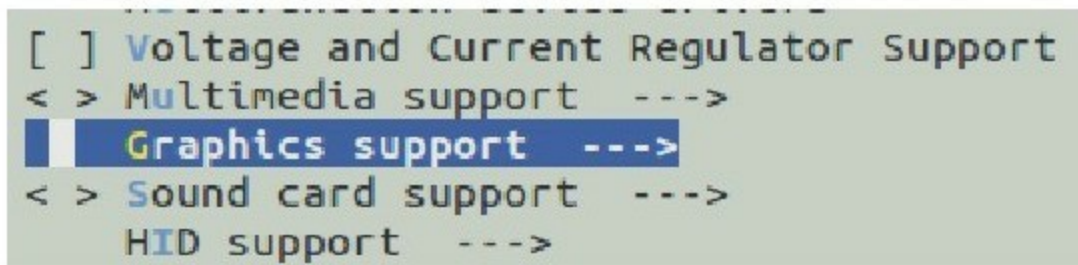 [ ] Voltage and Current Regulator Support
< > Multimedia support  --->
Graphics support  --->
< > Sound card support  --->
HID support  --->